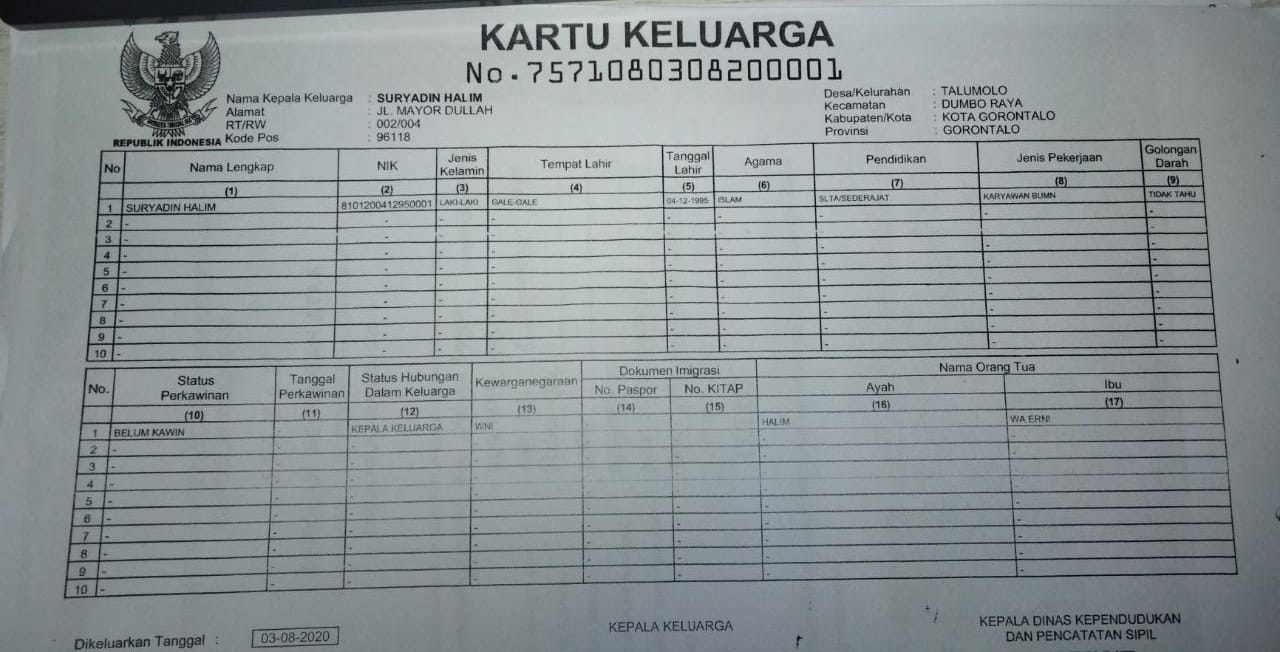 KARTU KELUARGA
No. 7571080308200001
REPUBLIK INDONESIA
Nama Kepala Keluarga : SURYADIN HALIM
Alamat : JL. MAYOR DULLAH
RT/RW : 002/004
Kode Pos : 96118
Desa/Kelurahan : TALUMOLO
Kecamatan : DUMBO RAYA
Kabupaten/Kota : KOTA GORONTALO
Provinsi : GORONTALO
No Nama Lengkap NIK Jenis Kelamin Tempat Lahir Tanggal Lahir Agama Pendidikan Jenis Pekerjaan Golongan Darah
(1) (2) (3) (4) (5) (6) (7) (8) (9)
1 SURYADIN HALIM 8101200412950001 LAKI-LAKI GALE-GALE 04-12-1995 ISLAM SLTA/SEDERAJAT KARYAWAN BUMN TIDAK TAHU
2 - - - - - - - - -
3 - - - - - - - - -
4 - - - - - - - - -
5 - - - - - - - - -
6 - - - - - - - - -
7 - - - - - - - - -
8 - - - - - - - - -
9 - - - - - - - - -
10 - - - - - - - - -
No. Status Perkawinan Tanggal Perkawinan Status Hubungan Dalam Keluarga Kewarganegaraan Dokumen Imigrasi Nama Orang Tua
No. Paspor No. KITAP Ayah Ibu
(10) (11) (12) (13) (14) (15) (16) (17)
1 BELUM KAWIN - KEPALA KELUARGA WNI HALIM WA ERNI
2 - - - - - - - -
3 - - - - - - - -
4 - - - - - - - -
5 - - - - - - - -
6 - - - - - - - -
7 - - - - - - - -
8 - - - - - - - -
9 - - - - - - - -
10 - - - - - - - -
Dikeluarkan Tanggal : 03-08-2020
KEPALA KELUARGA
KEPALA DINAS KEPENDUDUKAN
DAN PENCATATAN SIPIL